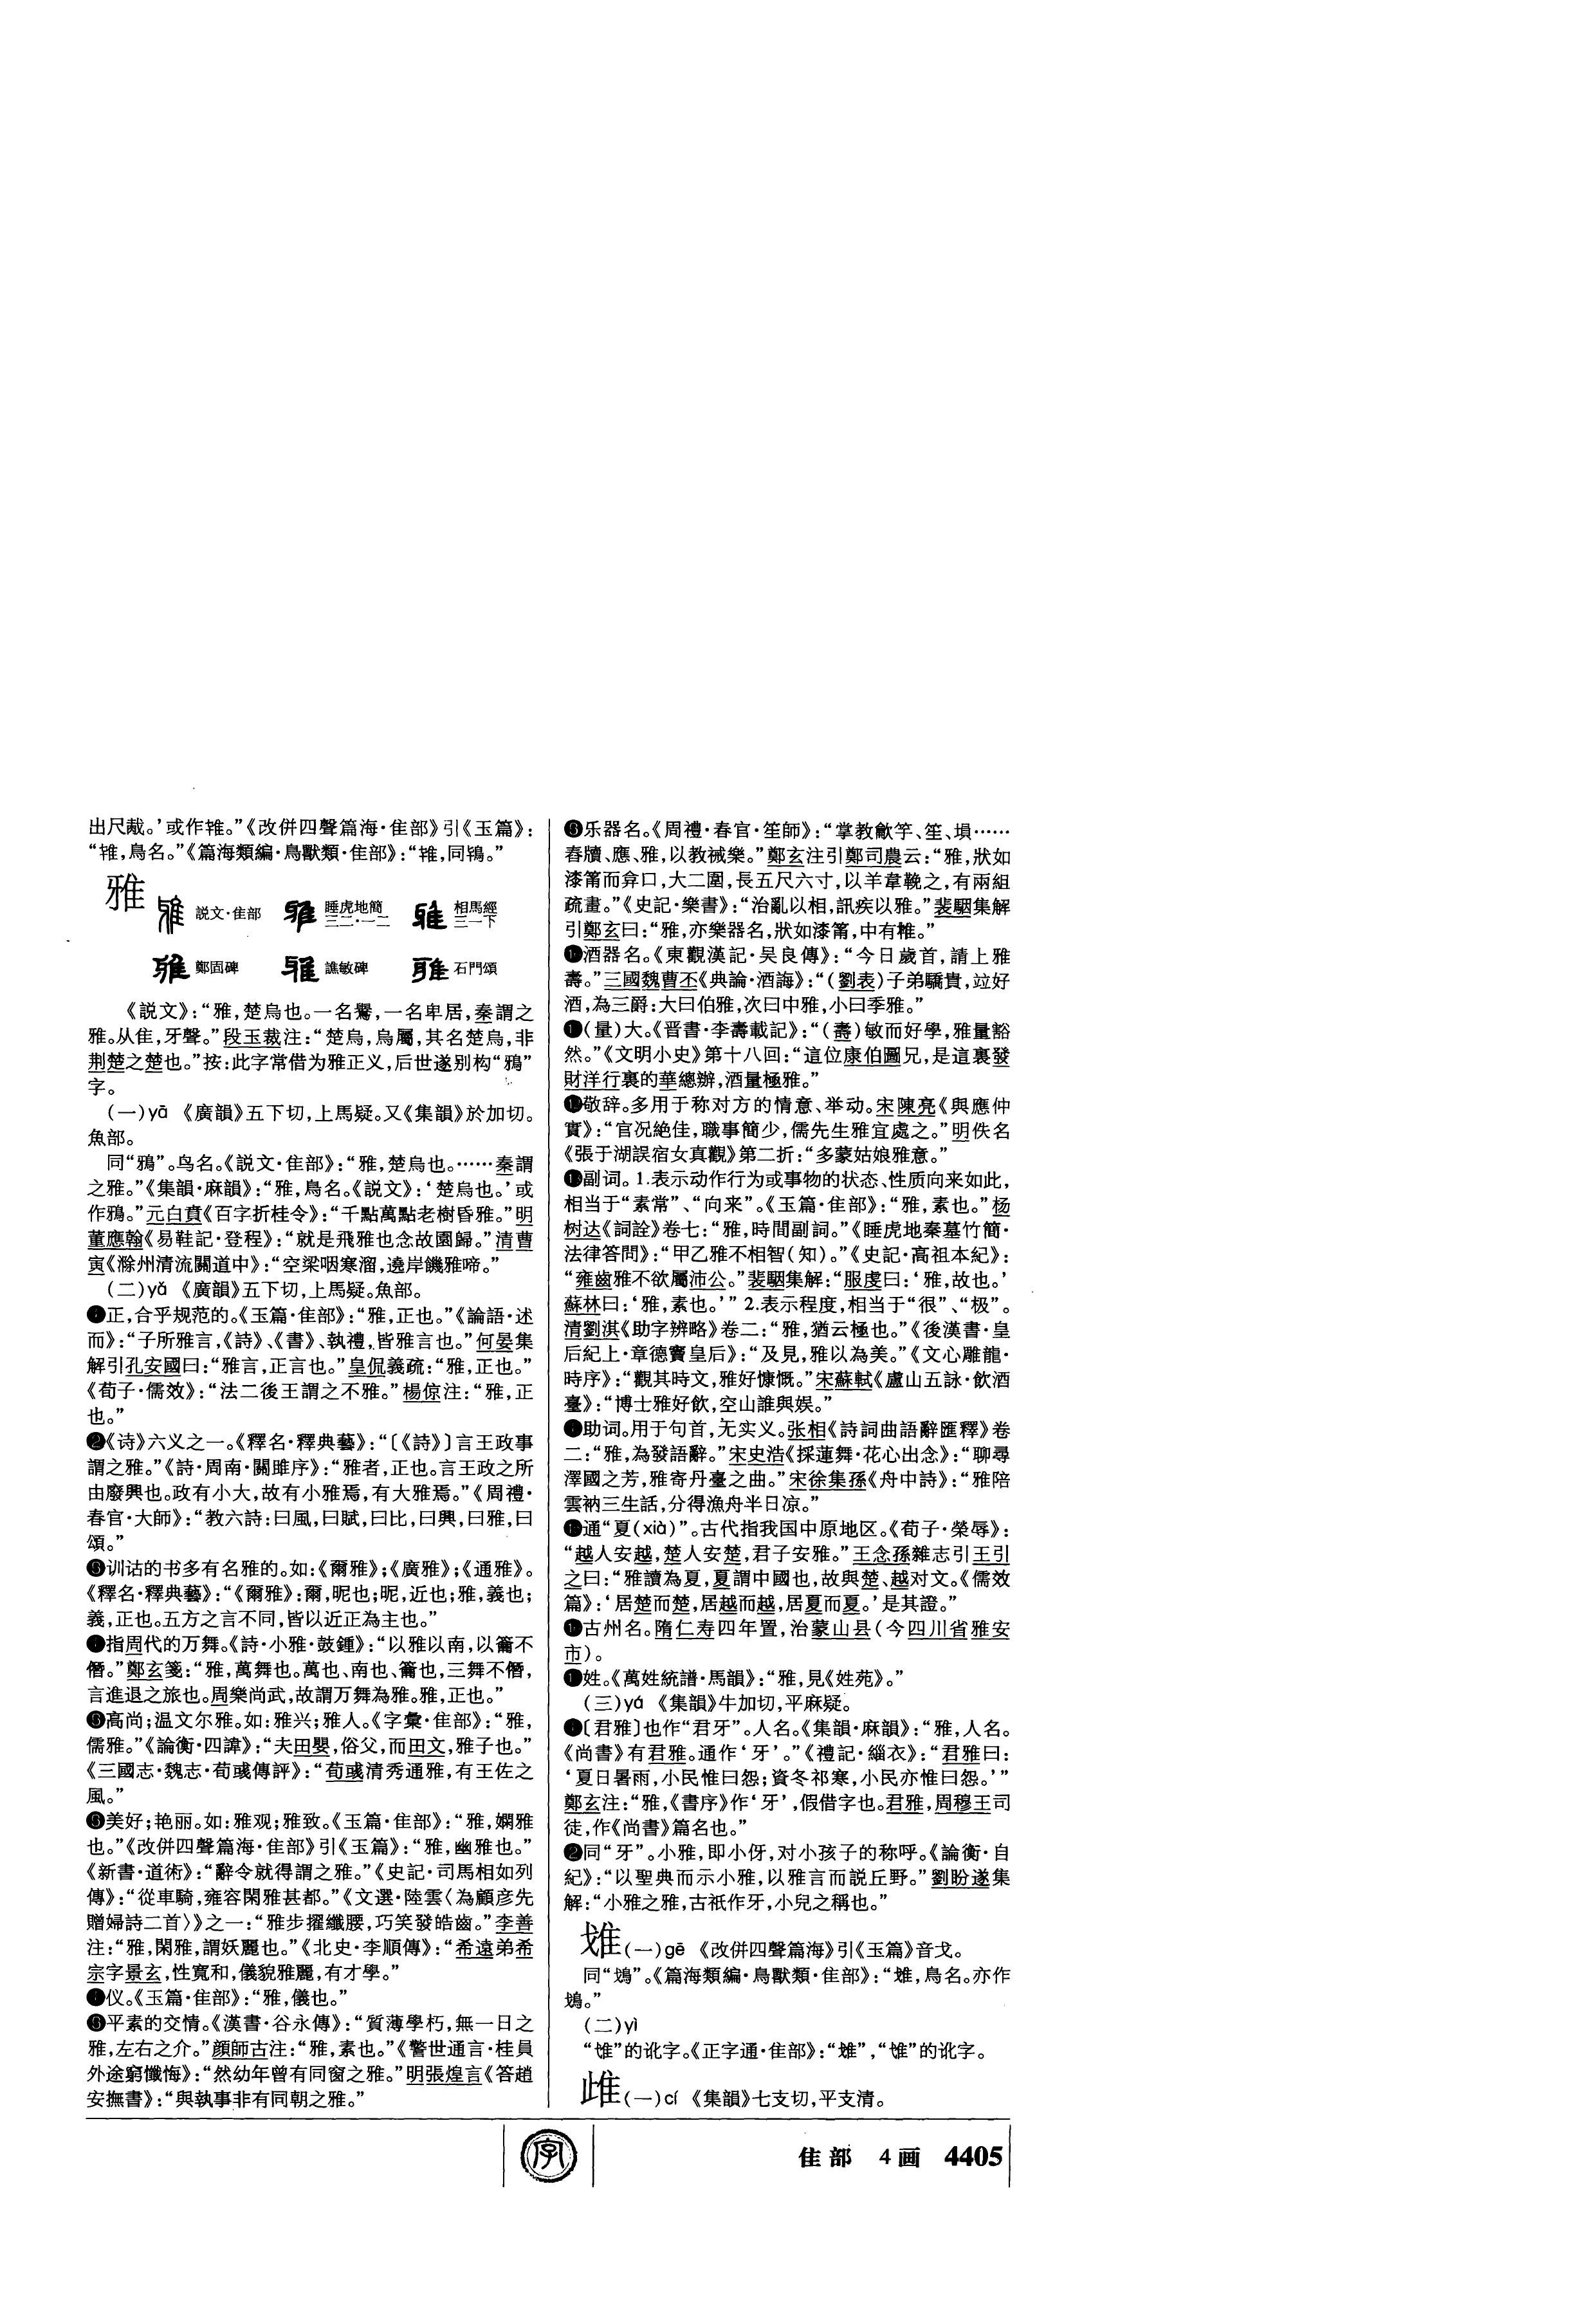 出尺蔵。’或作雃。”《改併四聲篇海·隹部》引《玉篇》：
“雃，鳥名。”《篇海類編·鳥獸類·隹部》：“雃，同鳽。”
雅
説文·隹部 睡虎地簡三二·一二 相馬經三一下
鄭固碑 譙敏碑 石門頌
《説文》：“雅，楚烏也。一名鸒，一名卑居，秦謂之
雅。从隹，牙聲。”段玉裁注：“楚烏，烏屬，其名楚烏，非
荆楚之楚也。”按：此字常借为雅正义，后世遂别构“鴉”
字。
（一）yā 《廣韻》五下切，上馬疑。又《集韻》於加切。
魚部。
同“鴉”。鸟名。《説文·隹部》：“雅，楚烏也。……秦謂
之雅。”《集韻·麻韻》：“雅，鳥名。《説文》：‘楚烏也。’或
作鴉。”元白賁《百字折桂令》：“千點萬點老樹昏雅。”明
董應翰《易鞋記·登程》：“就是飛雅也念故園歸。”清曹
寅《滁州清流關道中》：“空梁咽寒溜，遶岸饑雅啼。”
（二）yǎ 《廣韻》五下切，上馬疑。魚部。
❶正，合乎规范的。《玉篇·隹部》：“雅，正也。”《論語·述
而》：“子所雅言，《詩》、《書》、執禮，皆雅言也。”何晏集
解引孔安國曰：“雅言，正言也。”皇侃義疏：“雅，正也。”
《荀子·儒效》：“法二後王謂之不雅。”楊倞注：“雅，正
也。”
❷《诗》六义之一。《釋名·釋典藝》：“〔《詩》〕言王政事
謂之雅。”《詩·周南·關雎序》：“雅者，正也。言王政之所
由廢興也。政有小大，故有小雅焉，有大雅焉。”《周禮·
春官·大師》：“教六詩：曰風，曰賦，曰比，曰興，曰雅，曰
頌。”
❸训诂的书多有名雅的。如：《爾雅》；《廣雅》；《通雅》。
《釋名·釋典藝》：“《爾雅》：爾，昵也；昵，近也；雅，義也；
義，正也。五方之言不同，皆以近正為主也。”
❹指周代的万舞。《詩·小雅·鼓鍾》：“以雅以南，以籥不
僭。”鄭玄箋：“雅，萬舞也。萬也、南也、籥也，三舞不僭，
言進退之旅也。周樂尚武，故謂万舞為雅。雅，正也。”
❺高尚；温文尔雅。如：雅兴；雅人。《字彙·隹部》：“雅，
儒雅。”《論衡·四諱》：“夫田嬰，俗父，而田文，雅子也。”
《三國志·魏志·荀彧傳評》：“荀彧清秀通雅，有王佐之
風。”
❻美好；艳丽。如：雅观；雅致。《玉篇·隹部》：“雅，嫻雅
也。”《改併四聲篇海·隹部》引《玉篇》：“雅，幽雅也。”
《新書·道術》：“辭令就得謂之雅。”《史記·司馬相如列
傳》：“從車騎，雍容閑雅甚都。”《文選·陸雲〈為顧彦先
贈婦詩二首〉》之一：“雅步擢纖腰，巧笑發皓齒。”李善
注：“雅，閑雅，謂妖麗也。”《北史·李順傳》：“希遠弟希
宗字景玄，性寬和，儀貌雅麗，有才學。”
❼仪。《玉篇·隹部》：“雅，儀也。”
❽平素的交情。《漢書·谷永傳》：“質薄學朽，無一日之
雅，左右之介。”顔師古注：“雅，素也。”《警世通言·桂員
外途窮懺悔》：“然幼年曾有同窗之雅。”明張煌言《答趙
安撫書》：“與執事非有同朝之雅。”
❾乐器名。《周禮·春官·笙師》：“掌教龡竽、笙、塤……
舂牘、應、雅，以教祴樂。”鄭玄注引鄭司農云：“雅，狀如
漆筩而弇口，大二圍，長五尺六寸，以羊韋鞔之，有兩組
疏畫。”《史記·樂書》：“治亂以相，訊疾以雅。”裴駰集解
引鄭玄曰：“雅，亦樂器名，狀如漆筩，中有椎。”
❿酒器名。《東觀漢記·吴良傳》：“今日歲首，請上雅
壽。”三國魏曹丕《典論·酒誨》：“（劉表）子弟驕貴，竝好
酒，為三爵：大曰伯雅，次曰中雅，小曰季雅。”
⓫（量）大。《晋書·李壽載記》：“（壽）敏而好學，雅量豁
然。”《文明小史》第十八回：“這位康伯圖兄，是這裏發
財洋行裏的華總辦，酒量極雅。”
⓬敬辞。多用于称对方的情意、举动。宋陳亮《與應仲
實》：“官况絶佳，職事簡少，儒先生雅宜處之。”明佚名
《張于湖誤宿女真觀》第二折：“多蒙姑娘雅意。”
⓭副词。1.表示动作行为或事物的状态、性质向来如此，
相当于“素常”、“向来”。《玉篇·隹部》：“雅，素也。”杨
树达《詞詮》卷七：“雅，時間副詞。”《睡虎地秦墓竹簡·
法律答問》：“甲乙雅不相智（知）。”《史記·高祖本紀》：
“雍齒雅不欲屬沛公。”裴駰集解：“服虔曰：‘雅，故也。’
蘇林曰：‘雅，素也。’” 2.表示程度，相当于“很”、“极”。
清劉淇《助字辨略》卷二：“雅，猶云極也。”《後漢書·皇
后紀上·章德竇皇后》：“及見，雅以為美。”《文心雕龍·
時序》：“觀其時文，雅好慷慨。”宋蘇軾《盧山五詠·飲酒
臺》：“博士雅好飲，空山誰與娱。”
⓮助词。用于句首，无实义。张相《詩詞曲語辭匯釋》卷
二：“雅，為發語辭。”宋史浩《採蓮舞·花心出念》：“聊尋
澤國之芳，雅寄丹臺之曲。”宋徐集孫《舟中詩》：“雅陪
雲衲三生話，分得漁舟半日凉。”
⓯通“夏（xià）”。古代指我国中原地区。《荀子·榮辱》：
“越人安越，楚人安楚，君子安雅。”王念孫雜志引王引
之曰：“雅讀為夏，夏謂中國也，故與楚、越对文。《儒效
篇》：‘居楚而楚，居越而越，居夏而夏。’是其證。”
⓰古州名。隋仁寿四年置，治蒙山县（今四川省雅安
市）。
⓱姓。《萬姓統譜·馬韻》：“雅，見《姓苑》。”
（三）yá 《集韻》牛加切，平麻疑。
❶〔君雅〕也作“君牙”。人名。《集韻·麻韻》：“雅，人名。
《尚書》有君雅。通作‘牙’。”《禮記·緇衣》：“君雅曰：
‘夏日暑雨，小民惟曰怨；資冬祁寒，小民亦惟曰怨。’”
鄭玄注：“雅，《書序》作‘牙’，假借字也。君雅，周穆王司
徒，作《尚書》篇名也。”
❷同“牙”。小雅，即小伢，对小孩子的称呼。《論衡·自
紀》：“以聖典而示小雅，以雅言而説丘野。”劉盼遂集
解：“小雅之雅，古祇作牙，小兒之稱也。”
（一）gē 《改併四聲篇海》引《玉篇》音戈。
同“鴱”。《篇海類編·鳥獸類·隹部》：“，鳥名。亦作
。”
（二）yì
“”的讹字。《正字通·隹部》：“”，“”的讹字。
雌（一）cí 《集韻》七支切，平支清。
字
隹部 4画 4405